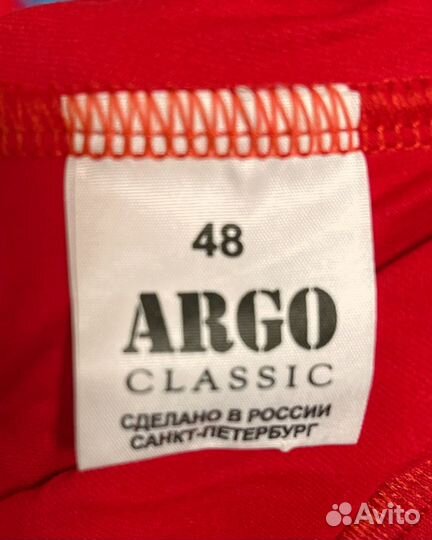 48
ARGO
CLASSIC
СДЕЛАНО В РОССИИ
САНКТ-ПЕТЕРБУРГ
Avito